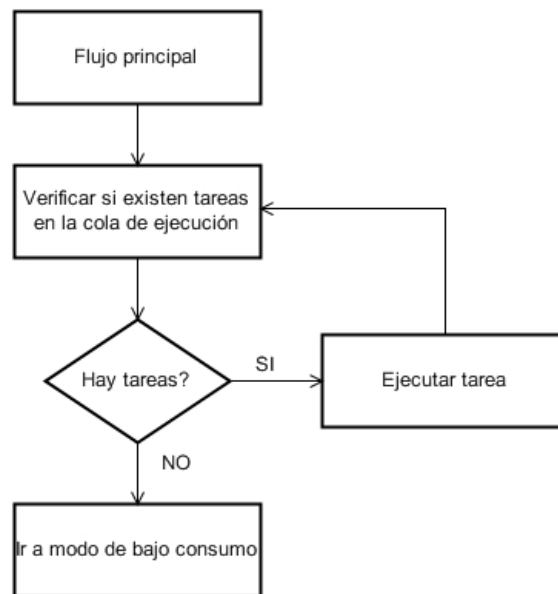 Flujo principal
Verificar si existen tareas
en la cola de ejecución
Hay tareas?
SI
Ejecutar tarea
NO
Ir a modo de bajo consumo